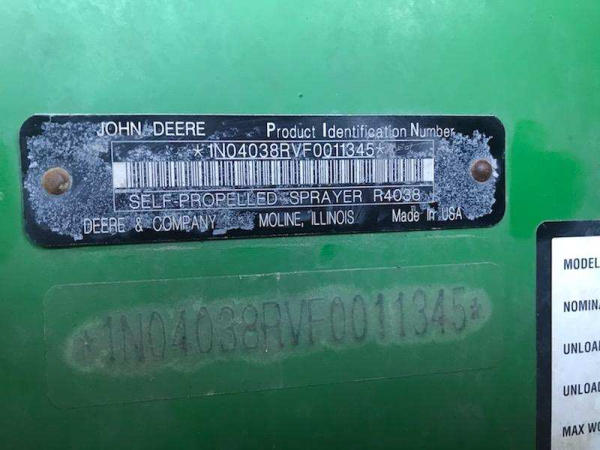 JOHN DEERE Product Identification Number
*1N04038RVF0011345*
SELF-PROPELLED SPRAYER R4038
DEERE & COMPANY MOLINE, ILLINOIS Made In USA
*1N04038RVF0011345*
MODEL
NOMINA
UNLOA
UNLOA
MAX WO